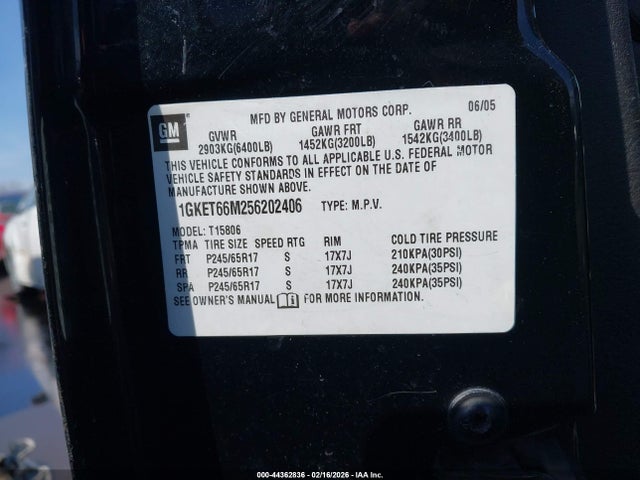 GM
MFD BY GENERAL MOTORS CORP. 06/05
GVWR GAWR FRT GAWR RR
2903KG(6400LB) 1452KG(3200LB) 1542KG(3400LB)
THIS VEHICLE CONFORMS TO ALL APPLICABLE U.S. FEDERAL MOTOR
VEHICLE SAFETY STANDARDS IN EFFECT ON THE DATE OF
MANUFACTURE SHOWN ABOVE.
1GKET66M256202406 TYPE: M.P.V.
MODEL: T15806
TPMA TIRE SIZE SPEED RTG RIM COLD TIRE PRESSURE
FRT P245/65R17 S 17X7J 210KPA(30PSI)
RR P245/65R17 S 17X7J 240KPA(35PSI)
SPA P245/65R17 S 17X7J 240KPA(35PSI)
SEE OWNER'S MANUAL FOR MORE INFORMATION.
000-44362836 - 02/16/2026 - IAA Inc.